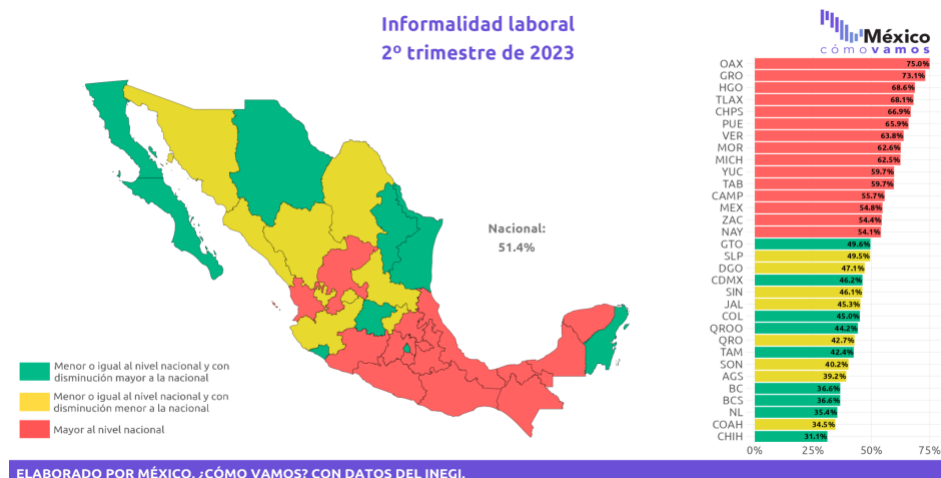 Informalidad laboral
2º trimestre de 2023
México
cómovamos
Nacional:
51.4%
Menor o igual al nivel nacional y con
disminución mayor a la nacional
Menor o igual al nivel nacional y con
disminución menor a la nacional
Mayor al nivel nacional
OAX 75.0%
GRO 73.1%
HGO 68.6%
TLAX 68.1%
CHPS 66.9%
PUE 65.9%
VER 63.8%
MOR 62.6%
MICH 62.5%
YUC 59.7%
TAB 59.7%
CAMP 55.7%
MEX 54.8%
ZAC 54.4%
NAY 54.1%
GTO 49.6%
SLP 49.5%
DGO 47.1%
CDMX 46.2%
SIN 46.1%
JAL 45.3%
COL 45.0%
QROO 44.2%
QRO 42.7%
TAM 42.4%
SON 40.2%
AGS 39.2%
BC 36.6%
BCS 36.6%
NL 35.4%
COAH 34.5%
CHIH 31.1%
0% 25% 50% 75%
ELABORADO POR MÉXICO, ¿CÓMO VAMOS? CON DATOS DEL INEGI.